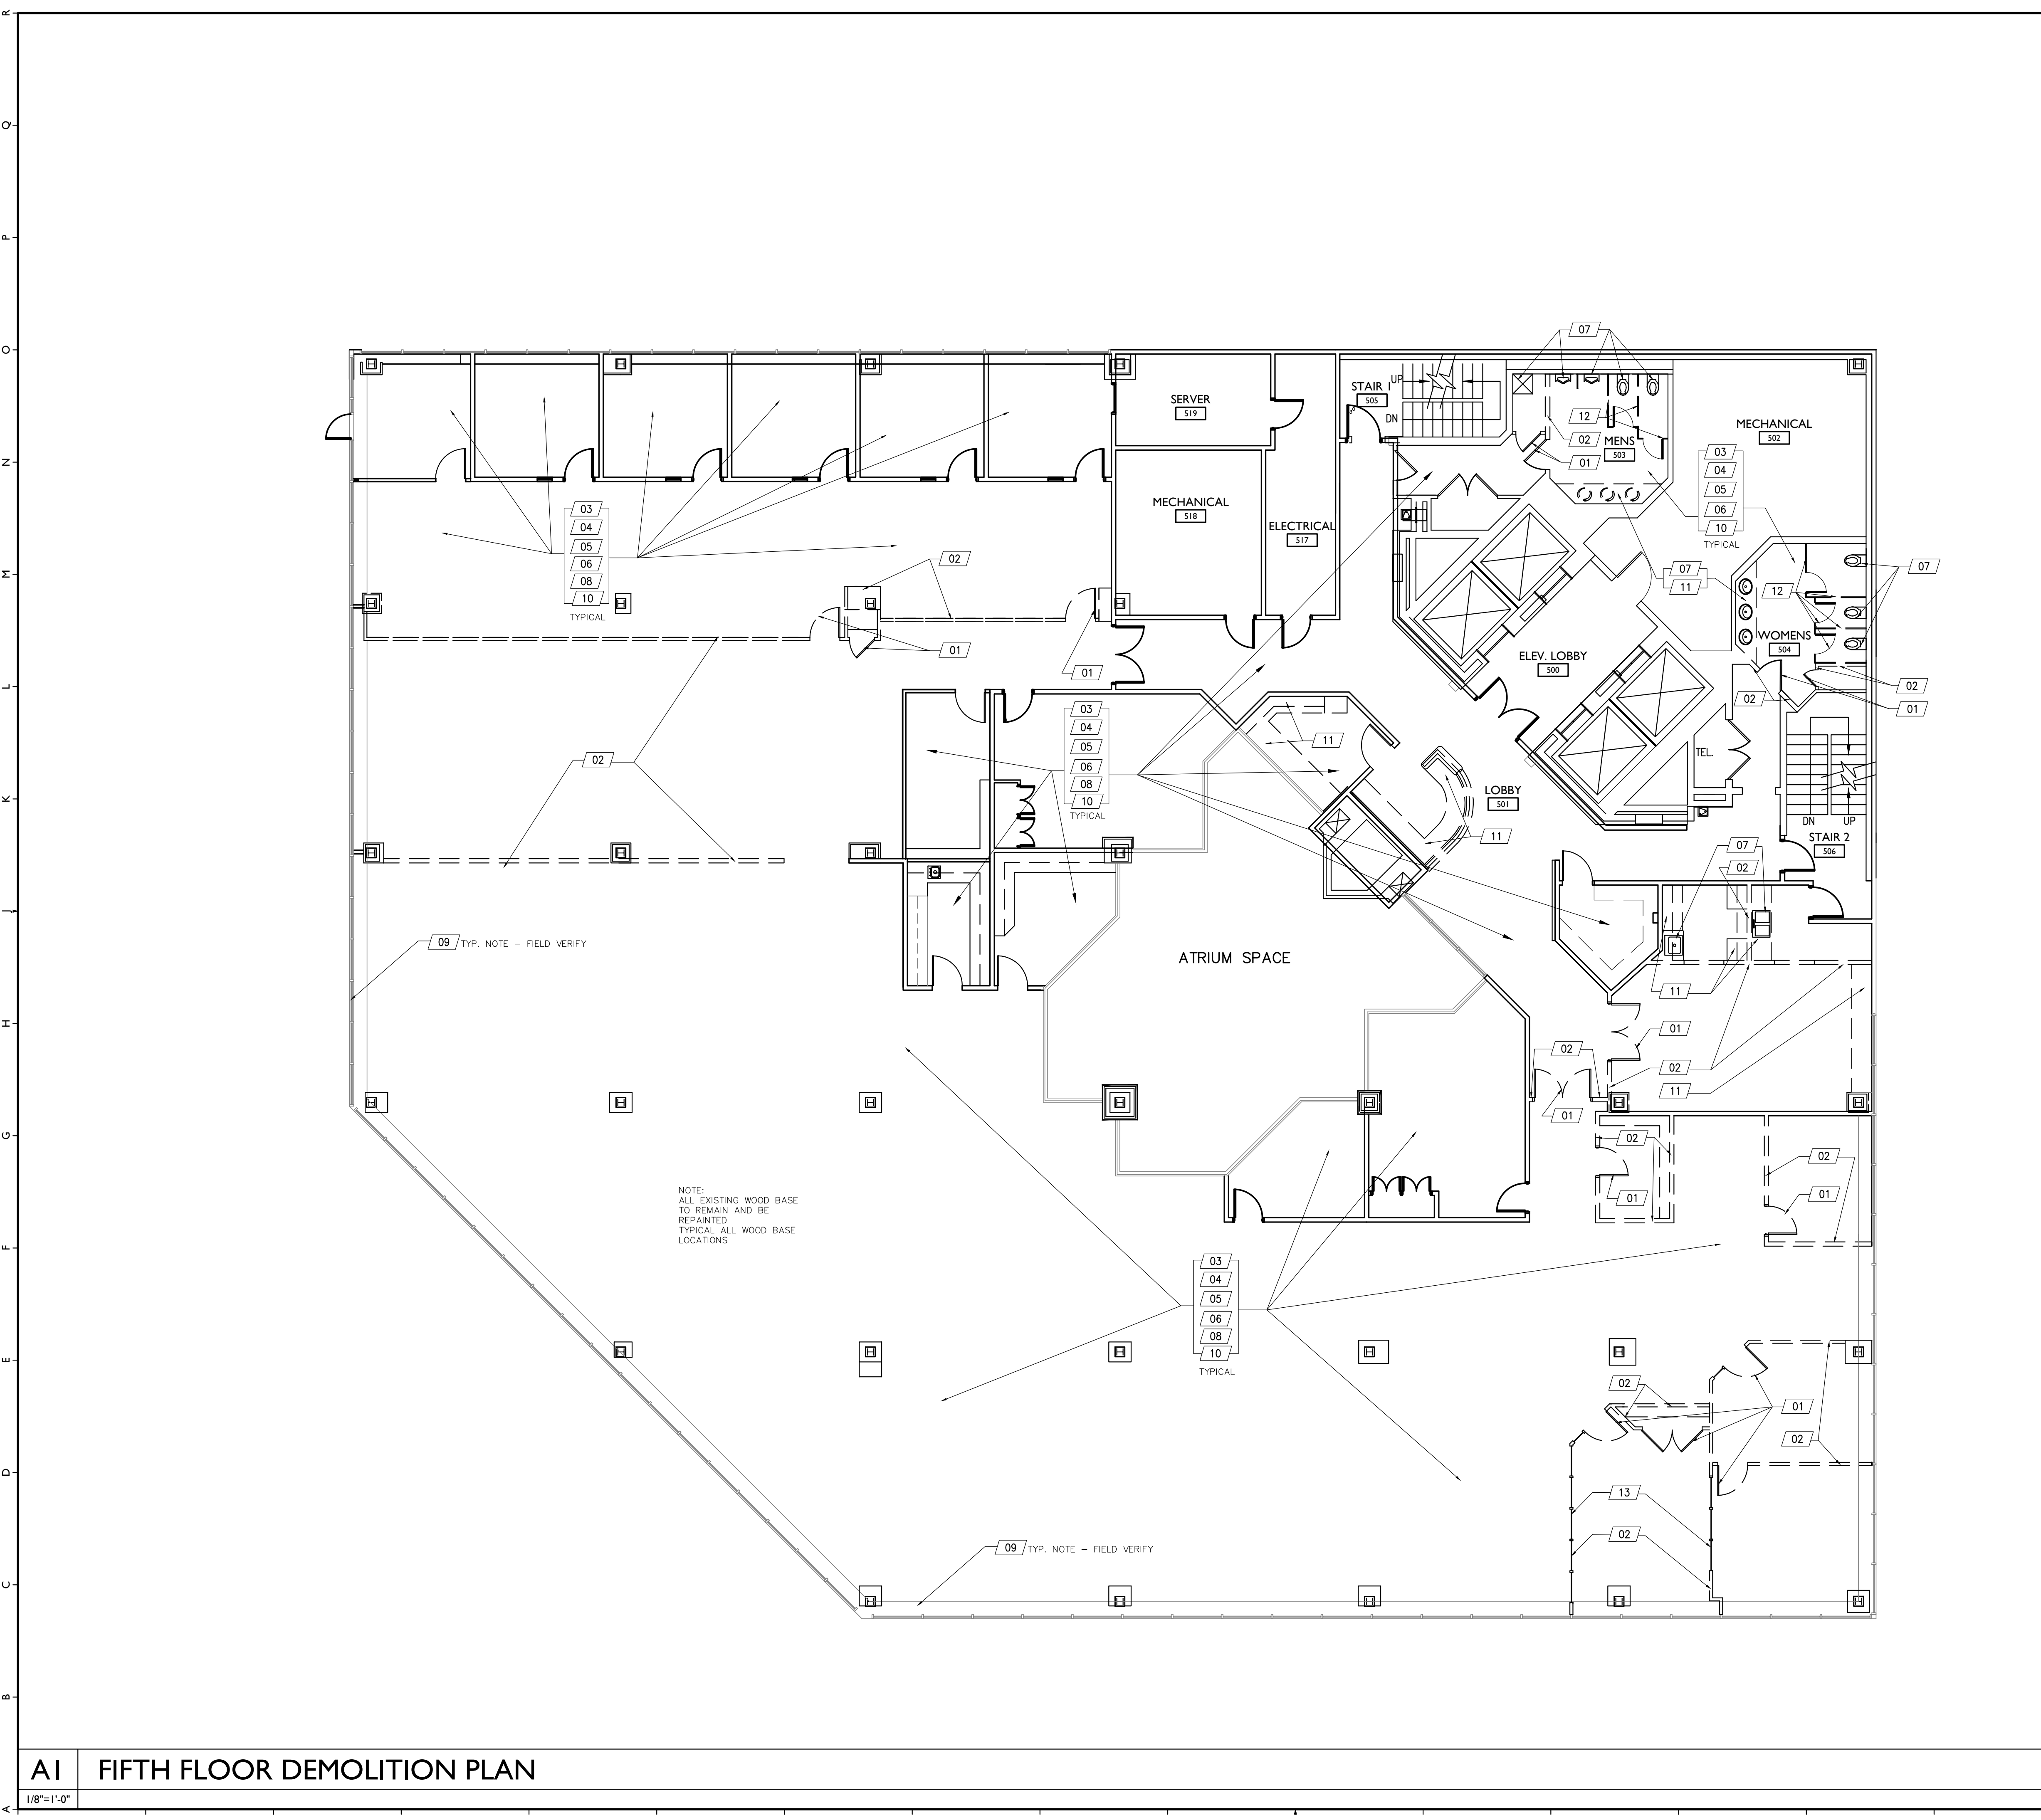 R
Q
P
O
N
M
L
K
J
H
G
F
E
D
C
B
A
07
SERVER
519
STAIR 1
505
UP
DN
12
02
MENS
503
01
MECHANICAL
502
03
04
05
06
10
TYPICAL
MECHANICAL
518
ELECTRICAL
517
03
04
05
06
08
10
TYPICAL
02
07
11
12
07
01
01
ELEV. LOBBY
500
WOMENS
504
02
02
01
03
04
05
06
08
10
TYPICAL
11
02
TEL.
LOBBY
501
11
DN
UP
STAIR 2
506
07
02
09 TYP. NOTE – FIELD VERIFY
ATRIUM SPACE
11
01
02
02
11
01
02
02
01
01
NOTE:
ALL EXISTING WOOD BASE
TO REMAIN AND BE
REPAINTED
TYPICAL ALL WOOD BASE
LOCATIONS
03
04
05
06
08
10
TYPICAL
02
01
02
13
02
09 TYP. NOTE – FIELD VERIFY
A1 FIFTH FLOOR DEMOLITION PLAN
1/8"=1'-0"